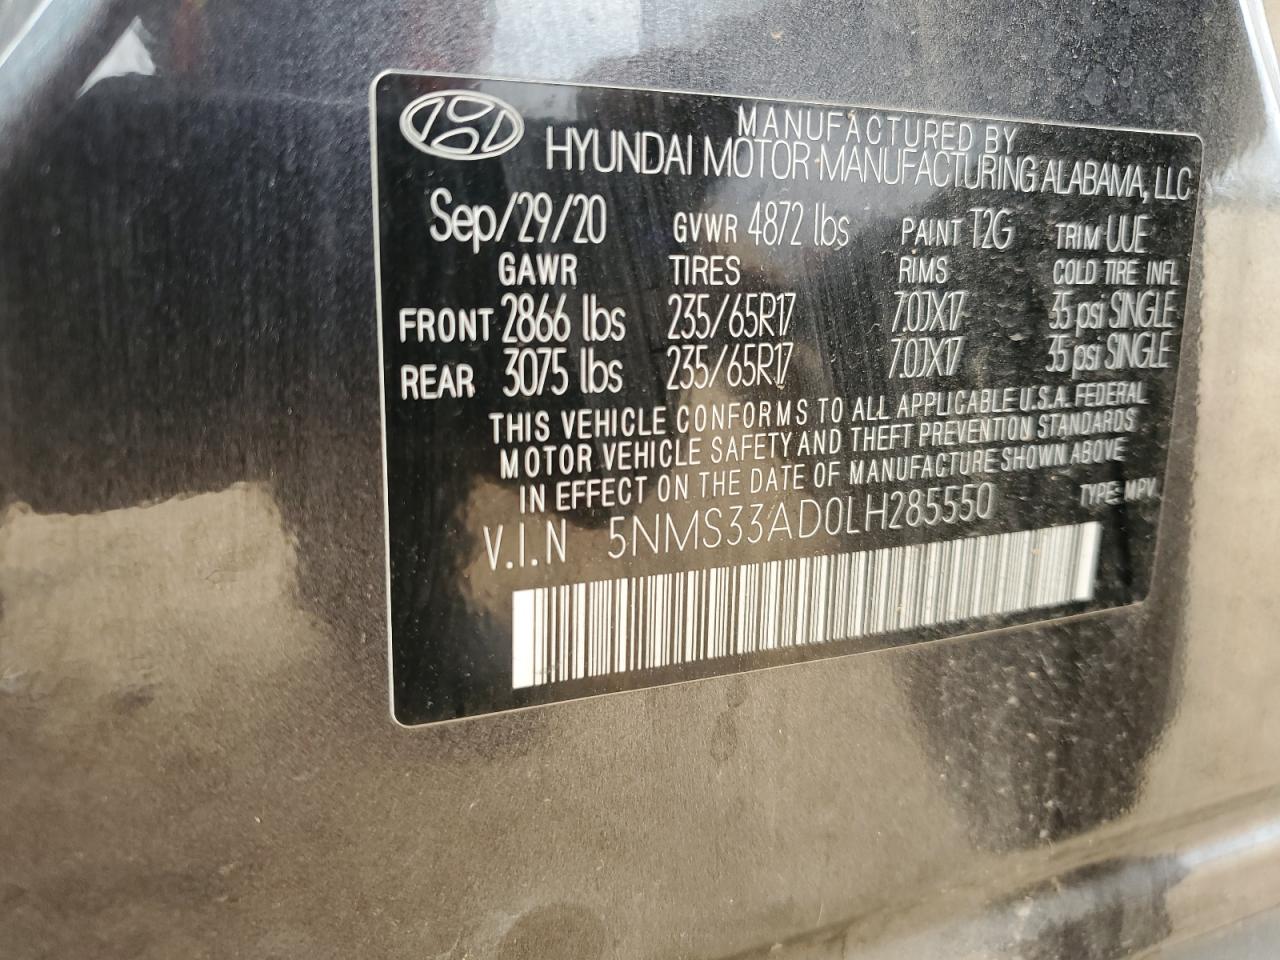 MANUFACTURED BY
HYUNDAI MOTOR MANUFACTURING ALABAMA, LLC
Sep/29/20 GVWR 4872 lbs PAINT T2G TRIM UUE
GAWR TIRES RIMS COLD TIRE INFL
FRONT 2866 lbs 235/65R17 7.0JX17 35 psi SINGLE
REAR 3075 lbs 235/65R17 7.0JX17 35 psi SINGLE
THIS VEHICLE CONFORMS TO ALL APPLICABLE U.S.A. FEDERAL
MOTOR VEHICLE SAFETY AND THEFT PREVENTION STANDARDS
IN EFFECT ON THE DATE OF MANUFACTURE SHOWN ABOVE
V.I.N 5NMS33AD0LH285550 TYPE: MPV